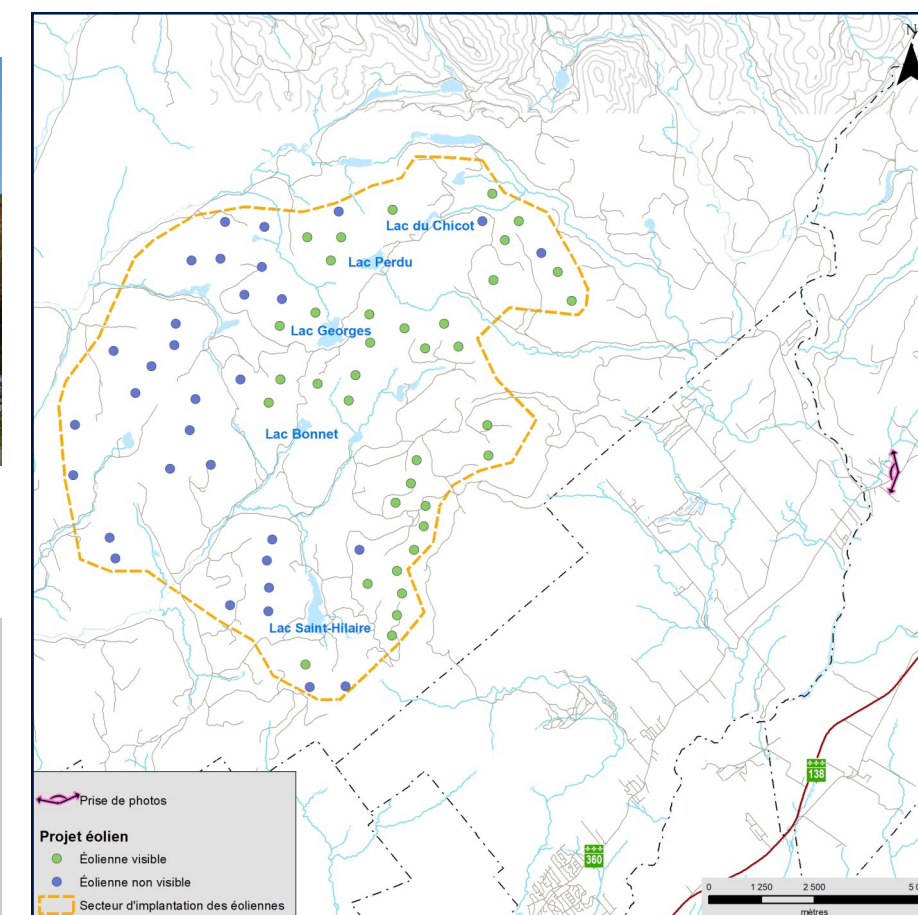 N
Lac du Chicot
Lac Perdu
Lac Georges
Lac Bonnet
Lac Saint-Hilaire
138
360
Prise de photos
Projet éolien
Éolienne visible
Éolienne non visible
Secteur d'implantation des éoliennes
0 1 250 2 500
mètres